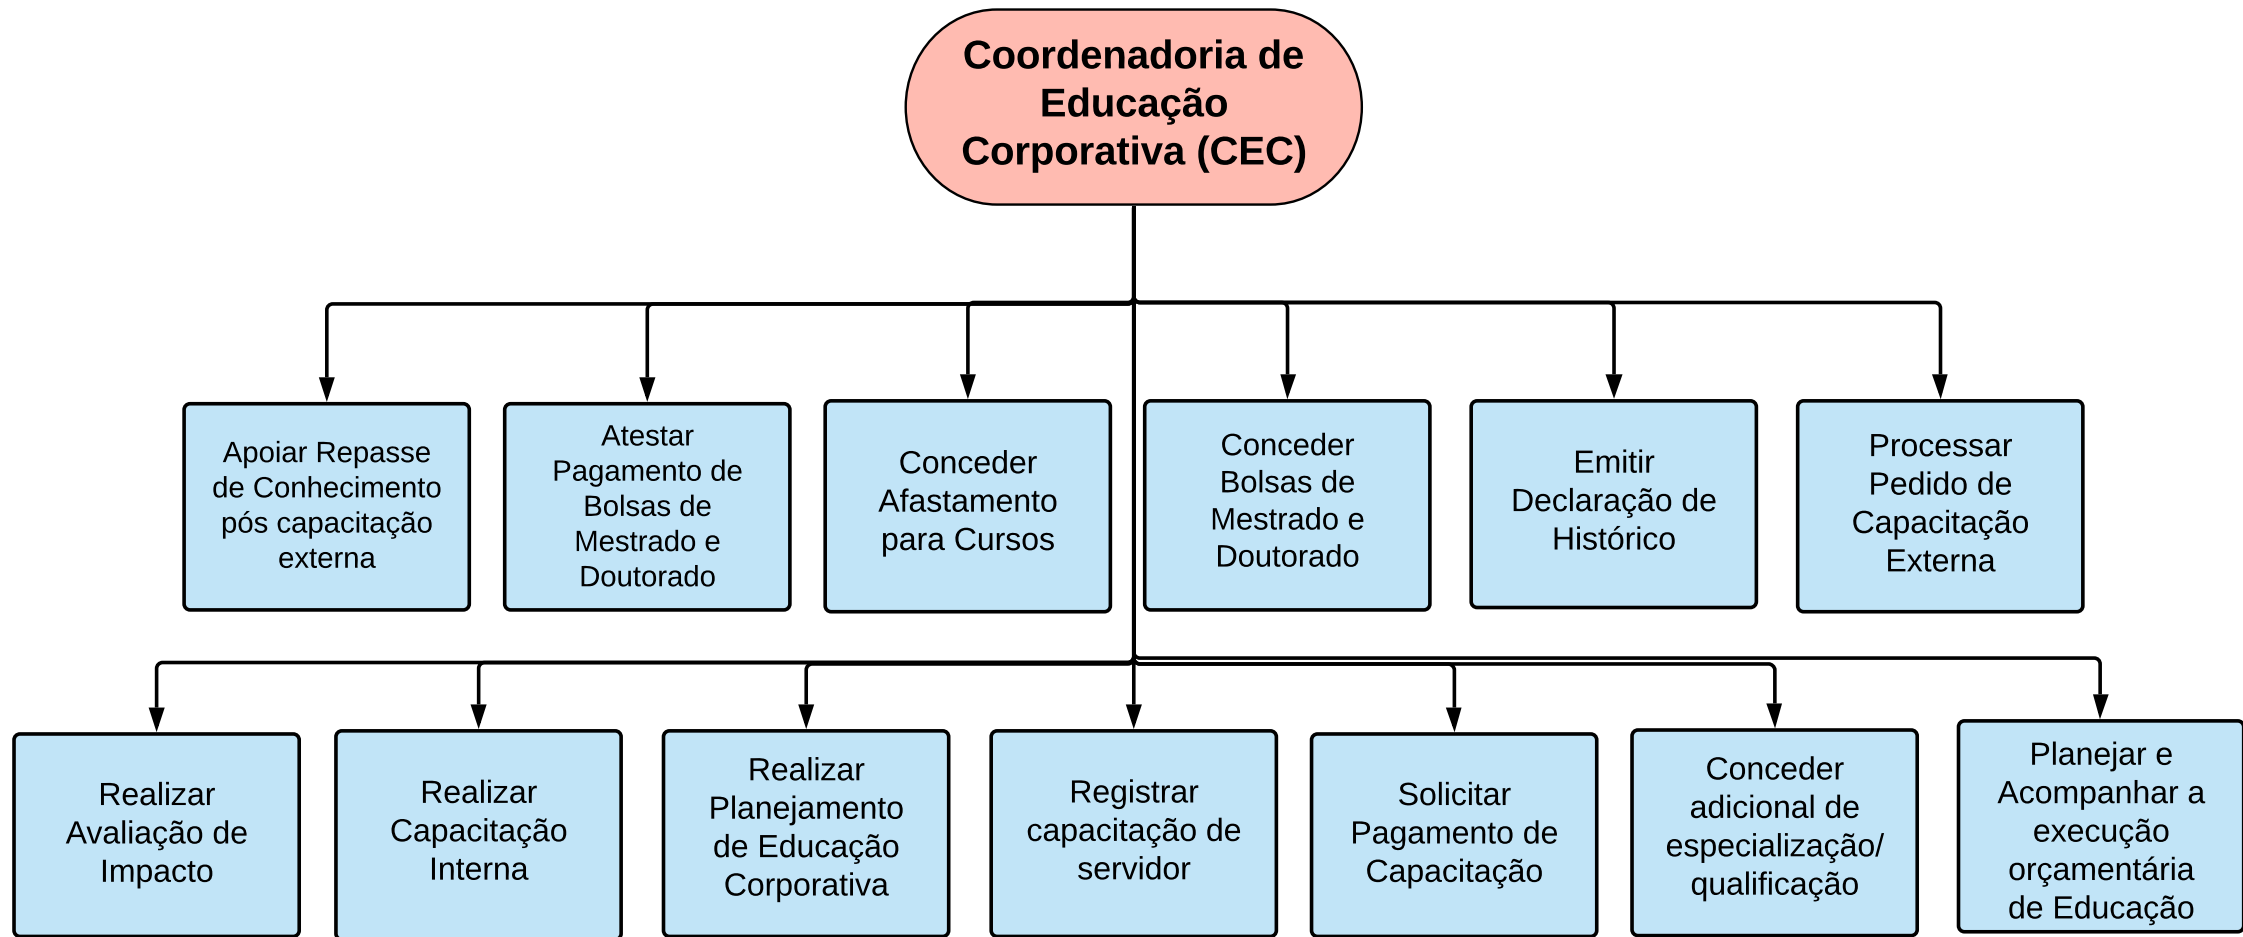 Coordenadoria de
Educação
Corporativa (CEC)
Apoiar Repasse
de Conhecimento
pós capacitação
externa
Atestar
Pagamento de
Bolsas de
Mestrado e
Doutorado
Conceder
Afastamento
para Cursos
Conceder
Bolsas de
Mestrado e
Doutorado
Emitir
Declaração de
Histórico
Processar
Pedido de
Capacitação
Externa
Realizar
Avaliação de
Impacto
Realizar
Capacitação
Interna
Realizar
Planejamento
de Educação
Corporativa
Registrar
capacitação de
servidor
Solicitar
Pagamento de
Capacitação
Conceder
adicional de
especialização/
qualificação
Planejar e
Acompanhar a
execução
orçamentária
de Educação